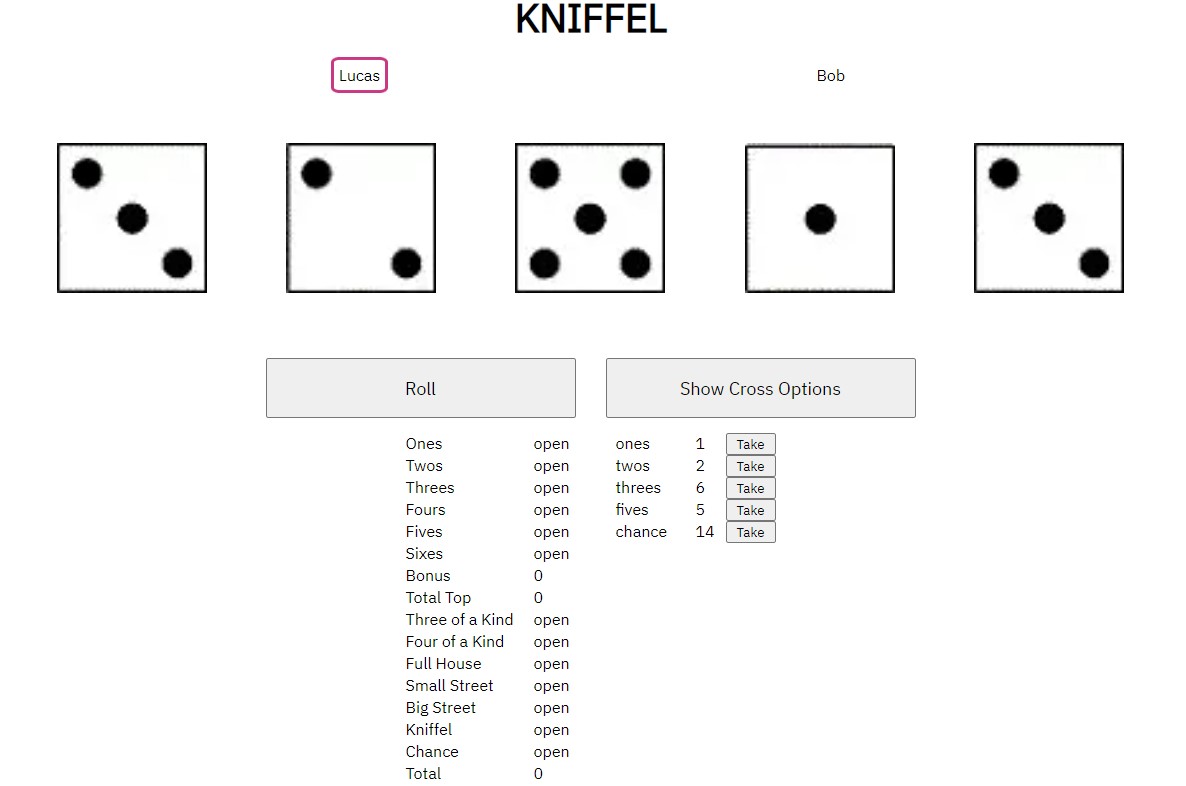 KNIFFEL
Lucas Bob
Roll Show Cross Options
Ones open ones 1 Take
Twos open twos 2 Take
Threes open threes 6 Take
Fours open fives 5 Take
Fives open chance 14 Take
Sixes open
Bonus 0
Total Top 0
Three of a Kind open
Four of a Kind open
Full House open
Small Street open
Big Street open
Kniffel open
Chance open
Total 0